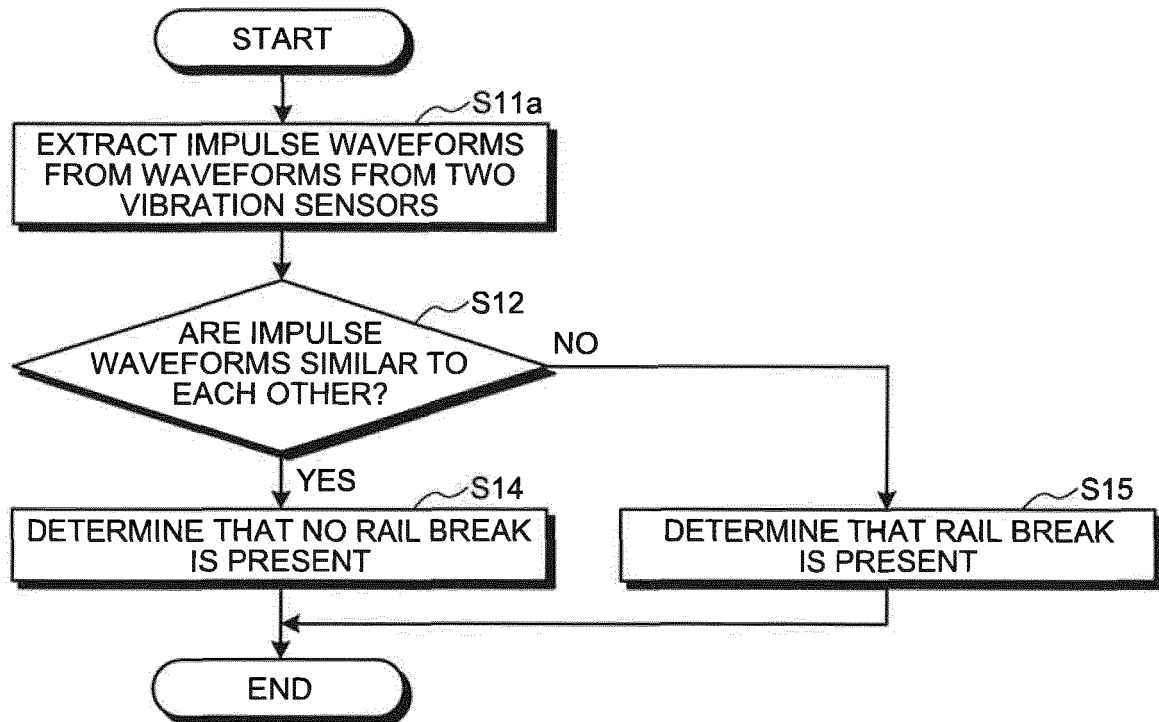 START
S11a
EXTRACT IMPULSE WAVEFORMS
FROM WAVEFORMS FROM TWO
VIBRATION SENSORS
S12
ARE IMPULSE
WAVEFORMS SIMILAR TO
EACH OTHER?
NO
YES
S14
DETERMINE THAT NO RAIL BREAK
IS PRESENT
S15
DETERMINE THAT RAIL BREAK
IS PRESENT
END